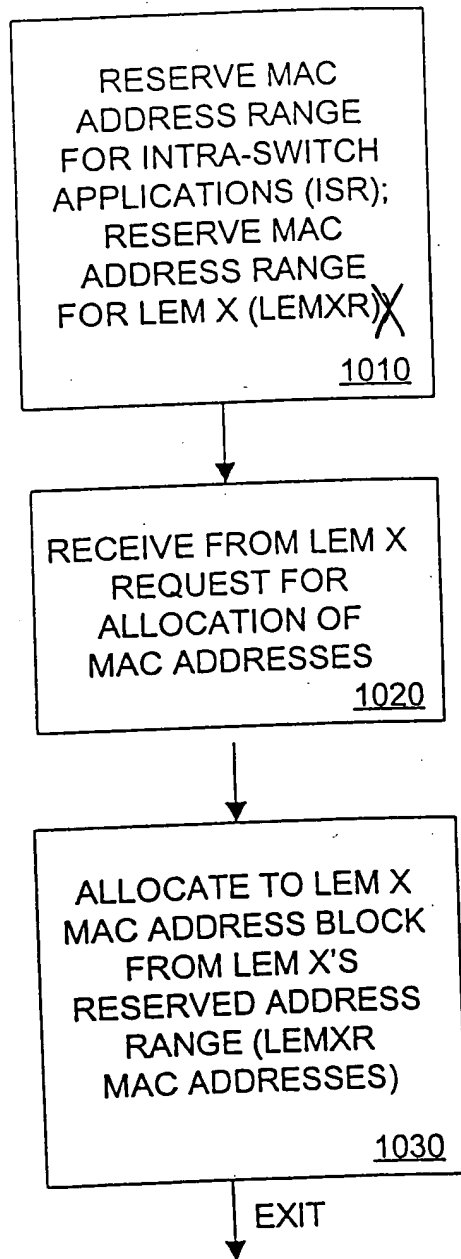 RESERVE MAC
ADDRESS RANGE
FOR INTRA-SWITCH
APPLICATIONS (ISR);
RESERVE MAC
ADDRESS RANGE
FOR LEM X (LEMXR)X
1010
RECEIVE FROM LEM X
REQUEST FOR
ALLOCATION OF
MAC ADDRESSES
1020
ALLOCATE TO LEM X
MAC ADDRESS BLOCK
FROM LEM X'S
RESERVED ADDRESS
RANGE (LEMXR
MAC ADDRESSES)
1030
EXIT